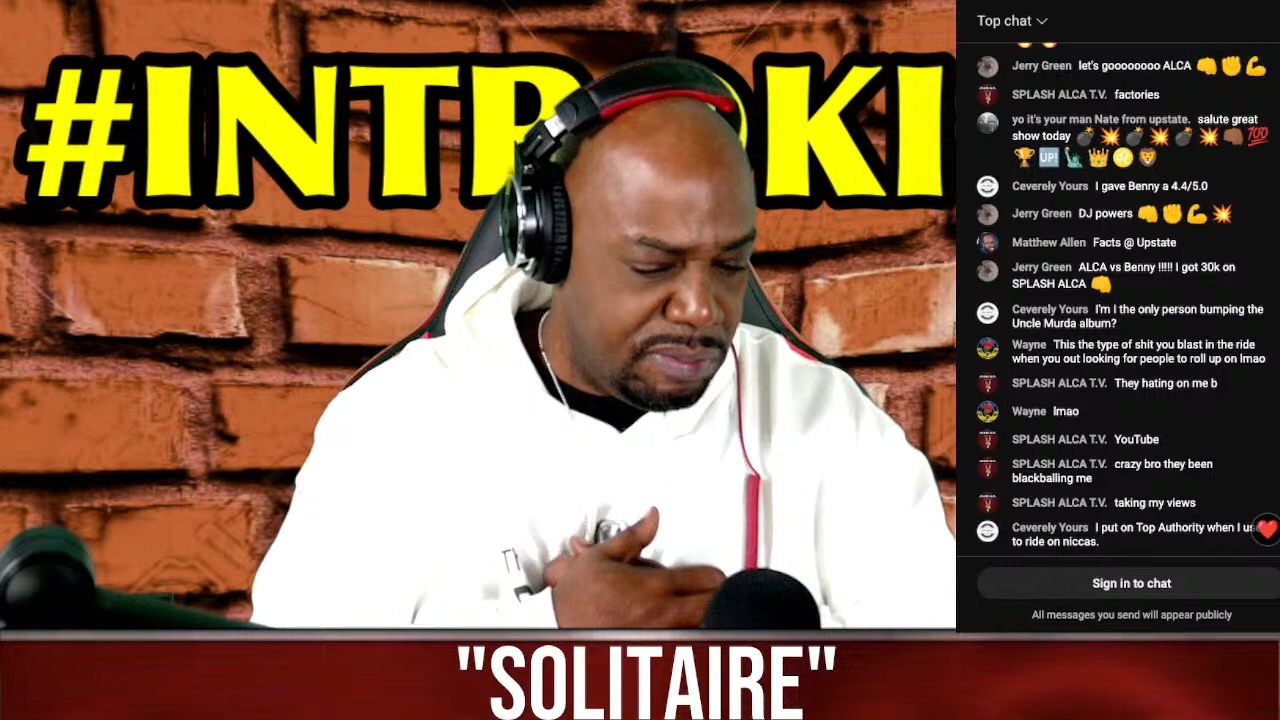 #INTR KI
Top chat
Jerry Green let's goooooooo ALCA 👊✊💪
SPLASH ALCA T.V. factories
yo it's your man Nate from upstate. salute great
show today 💣💥💣💥💣💥👊🏾💯
🏆🆙🗽👑♌🦁
Ceverely Yours I gave Benny a 4.4/5.0
Jerry Green DJ powers 👊✊💪💥
Matthew Allen Facts @ Upstate
Jerry Green ALCA vs Benny !!!!! I got 30k on
SPLASH ALCA 👊
Ceverely Yours I'm I the only person bumping the
Uncle Murda album?
Wayne This the type of shit you blast in the ride
when you out looking for people to roll up on lmao
SPLASH ALCA T.V. They hating on me b
Wayne lmao
SPLASH ALCA T.V. YouTube
SPLASH ALCA T.V. crazy bro they been
blackballing me
SPLASH ALCA T.V. taking my views
Ceverely Yours I put on Top Authority when I us
to ride on niccas.
Sign in to chat
All messages you send will appear publicly
"SOLITAIRE"